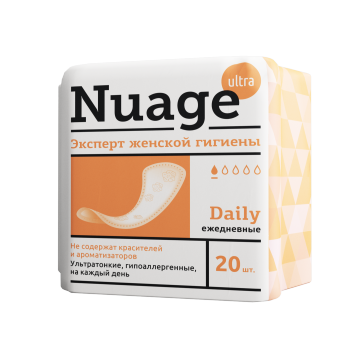 ultra
Nuage
Эксперт женской гигиены
Daily
ежедневные
Не содержат красителей
и ароматизаторов
Ультратонкие, гипоаллергенные,
на каждый день
20 шт.